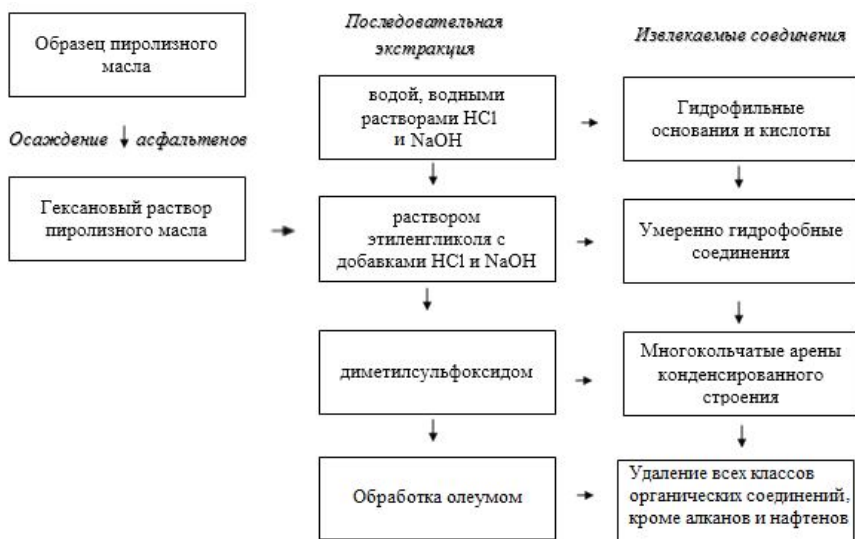 Образец пиролизного
масла
Осаждение
асфальтенов
Гексановый раствор
пиролизного масла
Последовательная
экстракция
водой, водными
растворами HCl
и NaOH
раствором
этиленгликоля с
добавками HCl и NaOH
диметилсульфоксидом
Обработка олеумом
Извлекаемые соединения
Гидрофильные
основания и кислоты
Умеренно гидрофобные
соединения
Многокольчатые арены
конденсированного
строения
Удаление всех классов
органических соединений,
кроме алканов и нафтенов